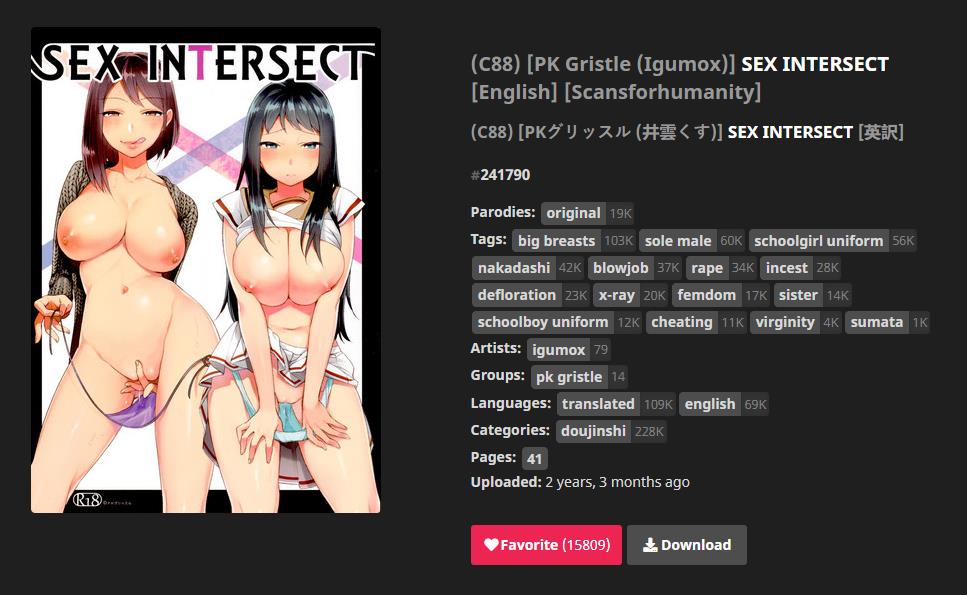 SEX INTERSECT
R18
(C88) [PK Gristle (Igumox)] SEX INTERSECT
[English] [Scansforhumanity]
(C88) [PKグリッスル (井雲くす)] SEX INTERSECT [英訳]
#241790
Parodies: original 19K
Tags: big breasts 103K sole male 60K schoolgirl uniform 56K
nakadashi 42K blowjob 37K rape 34K incest 28K
defloration 23K x-ray 20K femdom 17K sister 14K
schoolboy uniform 12K cheating 11K virginity 4K sumata 1K
Artists: igumox 79
Groups: pk gristle 14
Languages: translated 109K english 69K
Categories: doujinshi 228K
Pages: 41
Uploaded: 2 years, 3 months ago
Favorite (15809) Download